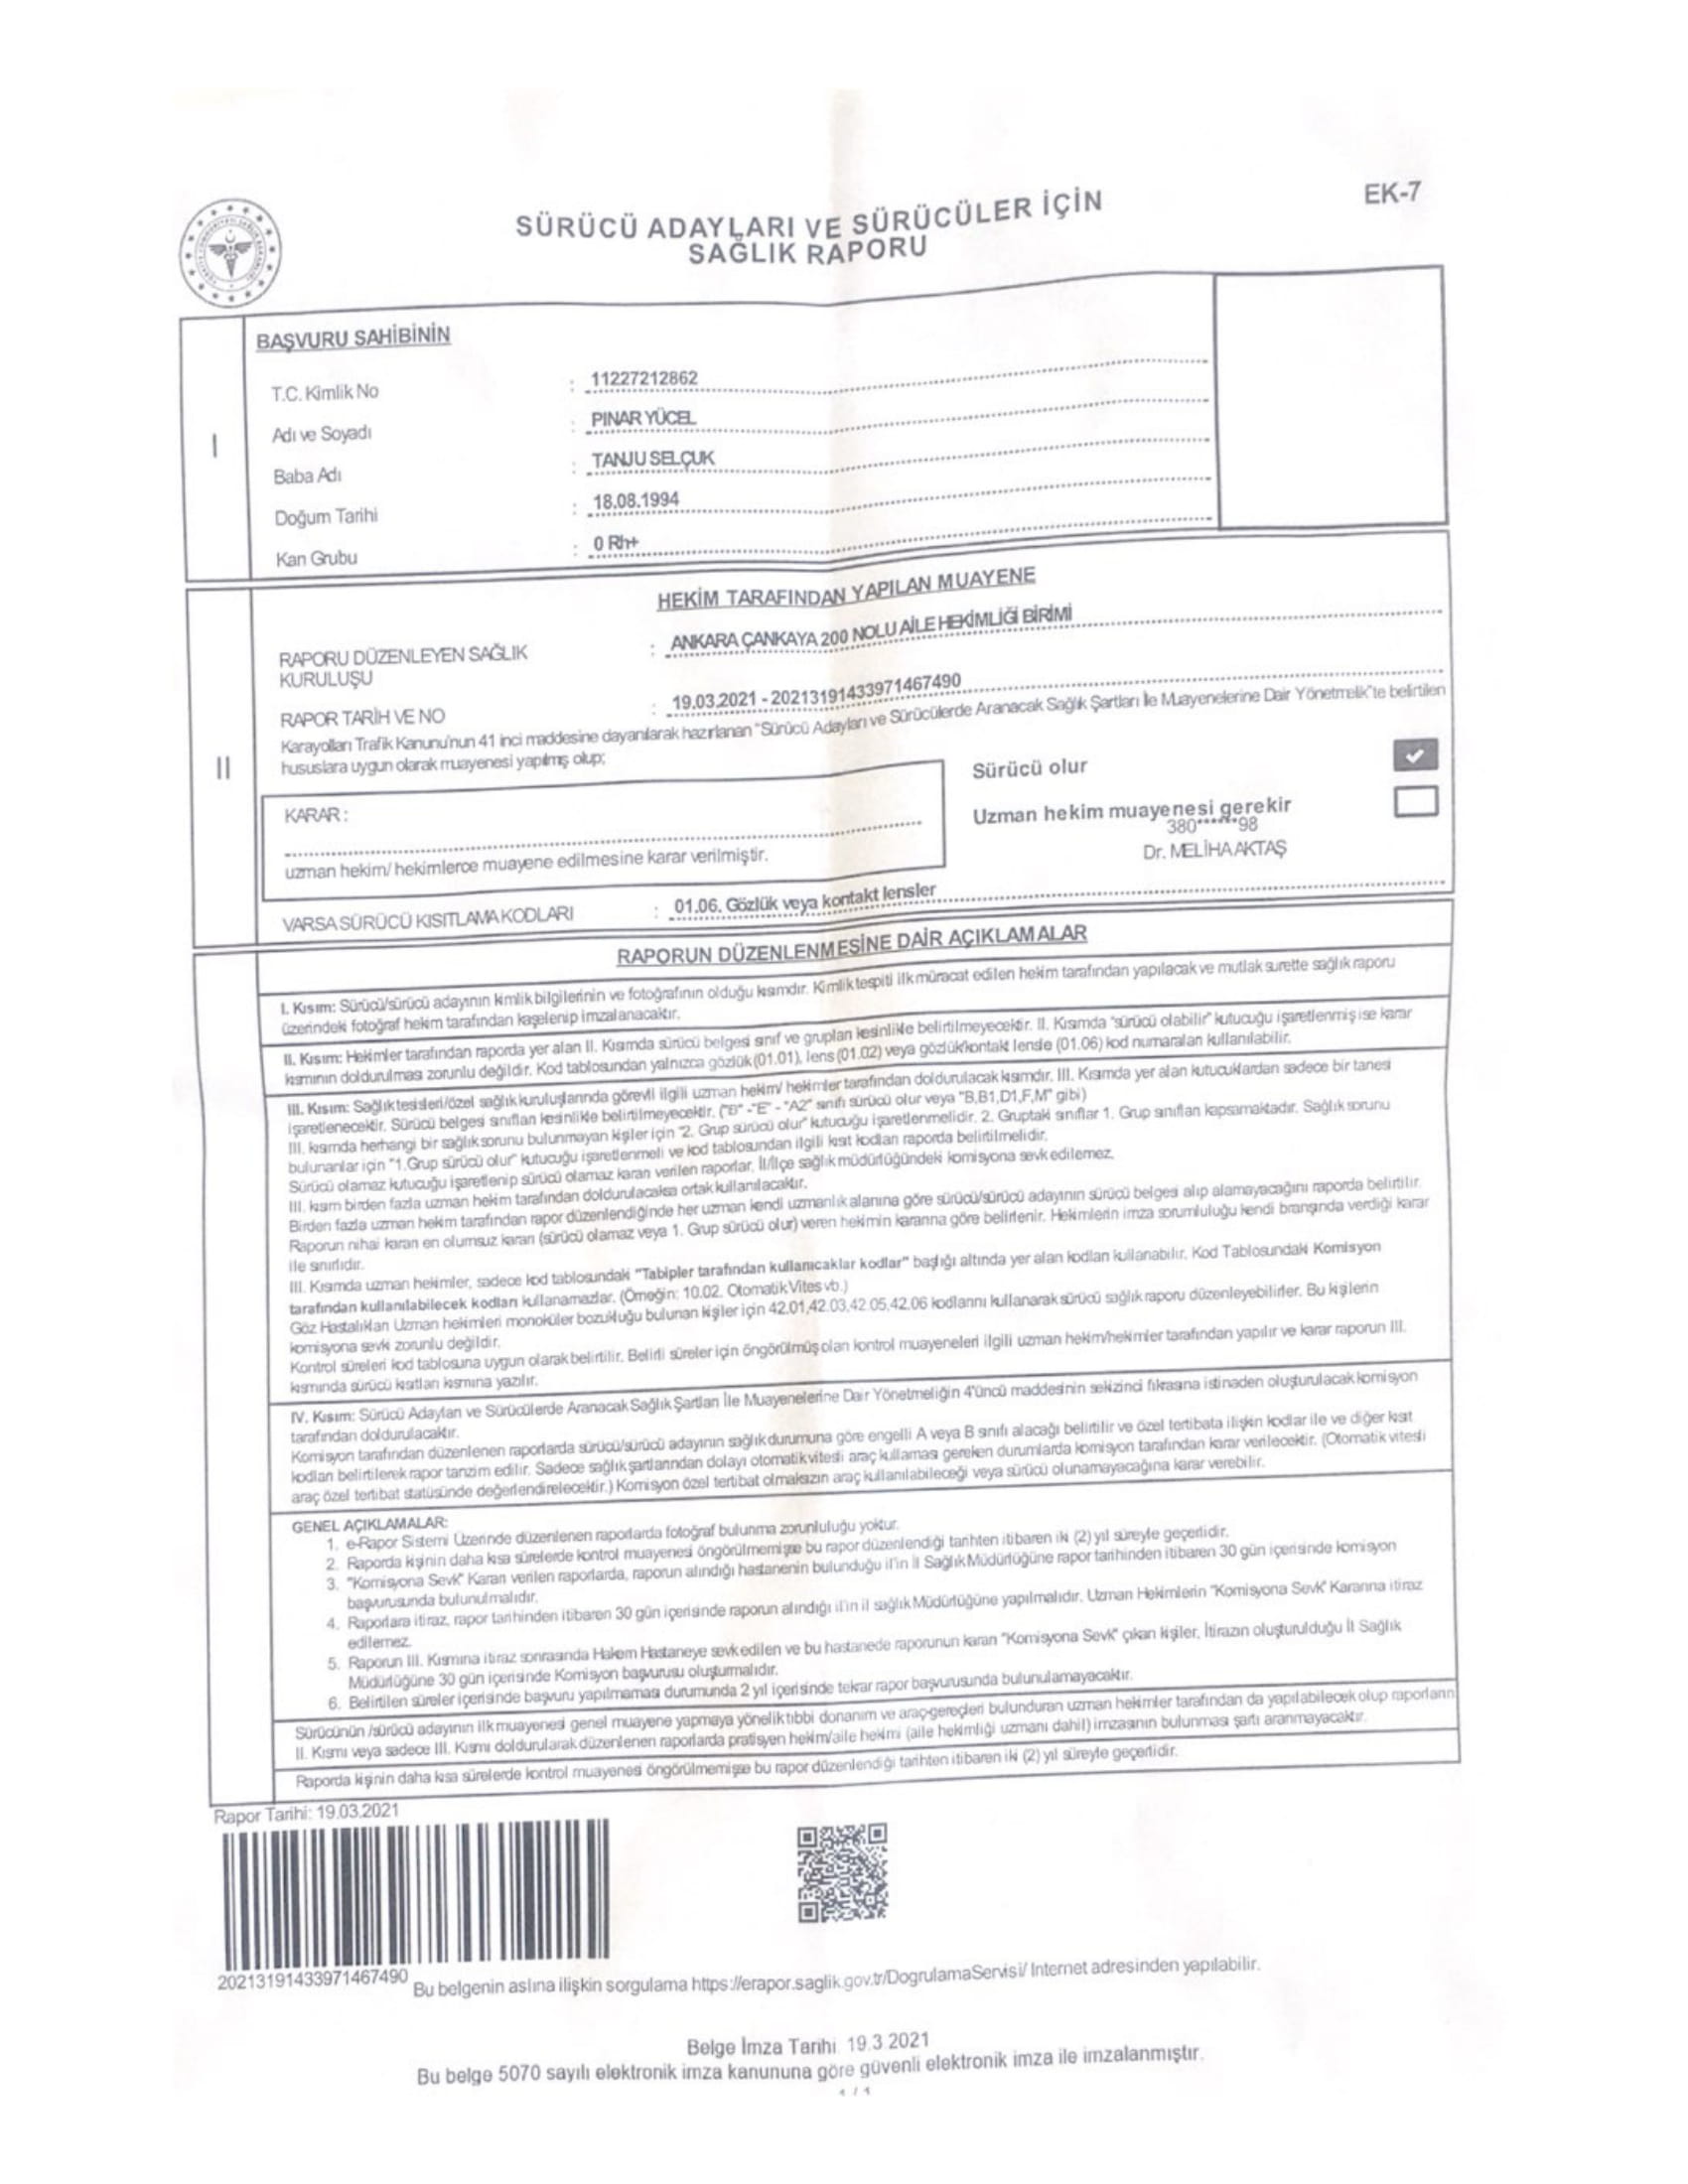 EK-7
SÜRÜCÜ ADAYLARI VE SÜRÜCÜLER İÇİN
SAĞLIK RAPORU
I
BAŞVURU SAHİBİNİN
T.C. Kimlik No : 11227212862
Adı ve Soyadı : PINAR YÜCEL
Baba Adı : TANJU SELÇUK
Doğum Tarihi : 18.08.1994
Kan Grubu : 0 Rh+
II
HEKİM TARAFINDAN YAPILAN MUAYENE
RAPORU DÜZENLEYEN SAĞLIK : ANKARA ÇANKAYA 200 NOLU AİLE HEKİMLİĞİ BİRİMİ
KURULUŞU
RAPOR TARİH VE NO : 19.03.2021 - 20213191433971467490
Karayolları Trafik Kanunu'nun 41 inci maddesine dayanılarak hazırlanan "Sürücü Adayları ve Sürücülerde Aranacak Sağlık Şartları İle Muayenelerine Dair Yönetmelik"te belirtilen
hususlara uygun olarak muayenesi yapılmış olup;
Sürücü olur
KARAR :
Uzman hekim muayenesi gerekir
380******98
uzman hekim/ hekimlerce muayene edilmesine karar verilmiştir.
Dr. MELİHA AKTAŞ
VARSA SÜRÜCÜ KISITLAMA KODLARI : 01.06. Gözlük veya kontakt lensler
RAPORUN DÜZENLENMESİNE DAİR AÇIKLAMALAR
I. Kısım: Sürücü/sürücü adayının kimlik bilgilerinin ve fotoğrafının olduğu kısımdır. Kimlik tespiti ilk müracat edilen hekim tarafından yapılacak ve mutlak surette sağlık raporu
üzerindeki fotoğraf hekim tarafından kaşelenip imzalanacaktır.
II. Kısım: Hekimler tarafından raporda yer alan II. Kısımda sürücü belgesi sınıf ve grupları kesinlikle belirtilmeyecektir. II. Kısımda "sürücü olabilir" kutucuğu işaretlenmiş ise karar
kısmının doldurulması zorunlu değildir. Kod tablosundan yalnızca gözlük (01.01), lens (01.02) veya gözlük/kontakt lensle (01.06) kod numaraları kullanılabilir.
III. Kısım: Sağlık tesisleri/özel sağlık kuruluşlarında görevli ilgili uzman hekim/ hekimler tarafından doldurulacak kısımdır. III. Kısımda yer alan kutucuklardan sadece bir tanesi
işaretlenecektir. Sürücü belgesi sınıfları kesinlikle belirtilmeyecektir. ("B" -"E" - "A2" sınıfı sürücü olur veya "B,B1,D1,F,M" gibi)
III. kısımda herhangi bir sağlık sorunu bulunmayan kişiler için "2. Grup sürücü olur" kutucuğu işaretlenmelidir. 2. Gruptaki sınıflar 1. Grup sınıfları kapsamaktadır. Sağlık sorunu
bulunanlar için "1.Grup sürücü olur" kutucuğu işaretlenmeli ve kod tablosundan ilgili kısıt kodları raporda belirtilmelidir.
Sürücü olamaz kutucuğu işaretlenip sürücü olamaz kararı verilen raporlar, İl/İlçe sağlık müdürlüğündeki komisyona sevk edilemez.
III. kısım birden fazla uzman hekim tarafından doldurulacaksa ortak kullanılacaktır.
Birden fazla uzman hekim tarafından rapor düzenlendiğinde her uzman kendi uzmanlık alanına göre sürücü/sürücü adayının sürücü belgesi alıp alamayacağını raporda belirtilir.
Raporun nihai kararı en olumsuz kararı (sürücü olamaz veya 1. Grup sürücü olur) veren hekimin kararına göre belirlenir. Hekimlerin imza sorumluluğu kendi branşında verdiği karar
ile sınırlıdır.
III. Kısımda uzman hekimler, sadece kod tablosundaki "Tabipler tarafından kullanıcaklar kodlar" başlığı altında yer alan kodları kullanabilir. Kod Tablosundaki Komisyon
tarafından kullanılabilecek kodları kullanamazlar. (Örneğin: 10.02. Otomatik Vites vb.)
Göz Hastalıkları Uzman hekimleri monoküler bozukluğu bulunan kişiler için 42.01,42.03,42.05,42.06 kodlarını kullanarak sürücü sağlık raporu düzenleyebilirler. Bu kişilerin
komisyona sevki zorunlu değildir.
Kontrol süreleri kod tablosuna uygun olarak belirtilir. Belirli süreler için öngörülmüş olan kontrol muayeneleri ilgili uzman hekim/hekimler tarafından yapılır ve karar raporun III.
kısmında sürücü kısıtları kısmına yazılır.
IV. Kısım: Sürücü Adayları ve Sürücülerde Aranacak Sağlık Şartları İle Muayenelerine Dair Yönetmeliğin 4'üncü maddesinin sekizinci fıkrasına istinaden oluşturulacak komisyon
tarafından doldurulacaktır.
Komisyon tarafından düzenlenen raporlarda sürücü/sürücü adayının sağlık durumuna göre engelli A veya B sınıfı alacağı belirtilir ve özel tertibata ilişkin kodlar ile ve diğer kısıt
kodları belirtilerek rapor tanzim edilir. Sadece sağlık şartlarından dolayı otomatik vitesli araç kullaması gereken durumlarda komisyon tarafından karar verilecektir. (Otomatik vitesli
araç özel tertibat statüsünde değerlendirelecektir.) Komisyon özel tertibat olmaksızın araç kullanılabileceği veya sürücü olunamayacağına karar verebilir.
GENEL AÇIKLAMALAR:
1. e-Rapor Sistemi Üzerinde düzenlenen raporlarda fotoğraf bulunma zorunluluğu yoktur.
2. Raporda kişinin daha kısa sürelerde kontrol muayenesi öngörülmemişse bu rapor düzenlendiği tarihten itibaren iki (2) yıl süreyle geçerlidir.
3. "Komisyona Sevk" Kararı verilen raporlarda, raporun alındığı hastanenin bulunduğu il'in İl Sağlık Müdürlüğüne rapor tarihinden itibaren 30 gün içerisinde komisyon
başvurusunda bulunulmalıdır.
4. Raporlara itiraz, rapor tarihinden itibaren 30 gün içerisinde raporun alındığı il'in il sağlık Müdürlüğüne yapılmalıdır. Uzman Hekimlerin "Komisyona Sevk" Kararına itiraz
edilemez.
5. Raporun III. Kısmına itiraz sonrasında Hakem Hastaneye sevk edilen ve bu hastanede raporunun kararı "Komisyona Sevk" çıkan kişiler, İtirazın oluşturulduğu İl Sağlık
Müdürlüğüne 30 gün içerisinde Komisyon başvurusu oluşturmalıdır.
6. Belirtilen süreler içerisinde başvuru yapılmaması durumunda 2 yıl içerisinde tekrar rapor başvurusunda bulunulamayacaktır.
Sürücünün /sürücü adayının ilk muayenesi genel muayene yapmaya yönelik tıbbi donanım ve araç-gereçleri bulunduran uzman hekimler tarafından da yapılabilecek olup raporların
II. Kısmı veya sadece III. Kısmı doldurularak düzenlenen raporlarda pratisyen hekim/aile hekimi (aile hekimliği uzmanı dahil) imzasının bulunması şartı aranmayacaktır.
Raporda kişinin daha kısa sürelerde kontrol muayenesi öngörülmemişse bu rapor düzenlendiği tarihten itibaren iki (2) yıl süreyle geçerlidir.
Rapor Tarihi: 19.03.2021
20213191433971467490 Bu belgenin aslına ilişkin sorgulama https://erapor.saglik.gov.tr/DogrulamaServisi/ Internet adresinden yapılabilir.
Belge İmza Tarihi 19.3.2021
Bu belge 5070 sayılı elektronik imza kanununa göre güvenli elektronik imza ile imzalanmıştır.
1 / 1